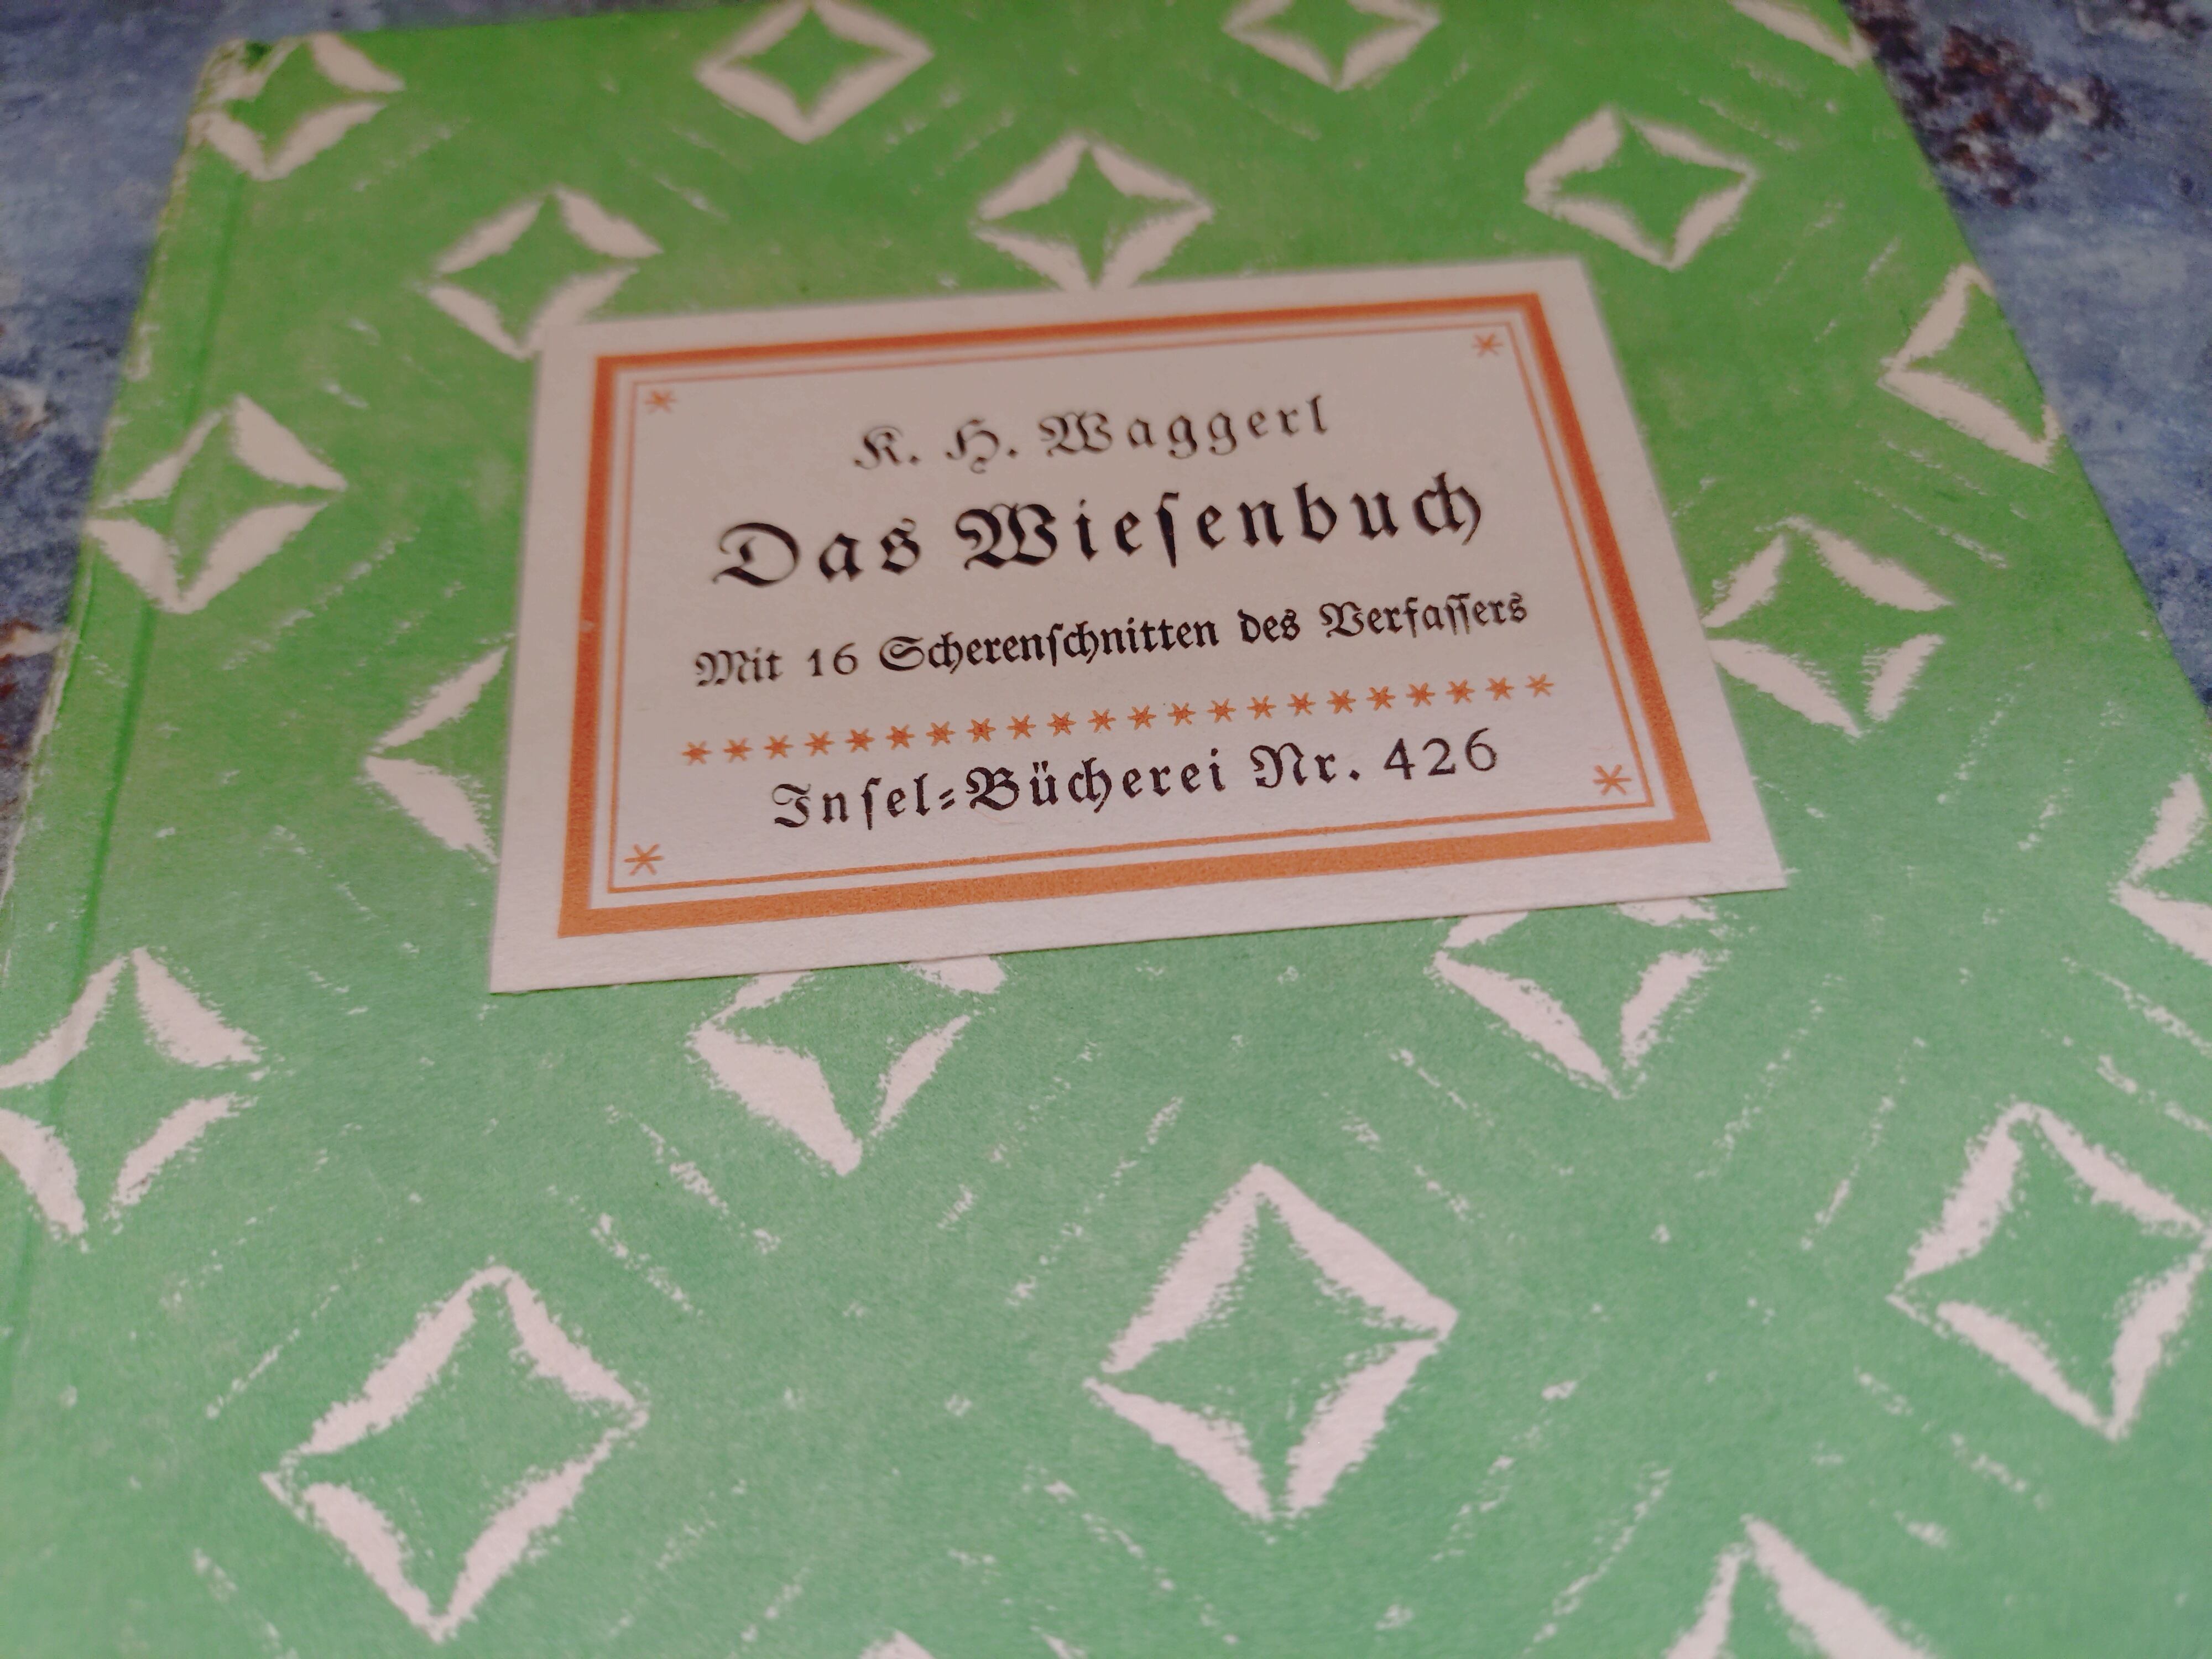 K. H. Waggerl
Das Wieſenbuch
Mit 16 Scherenſchnitten des Verfaſſers
Inſel⸗Bücherei Nr. 426